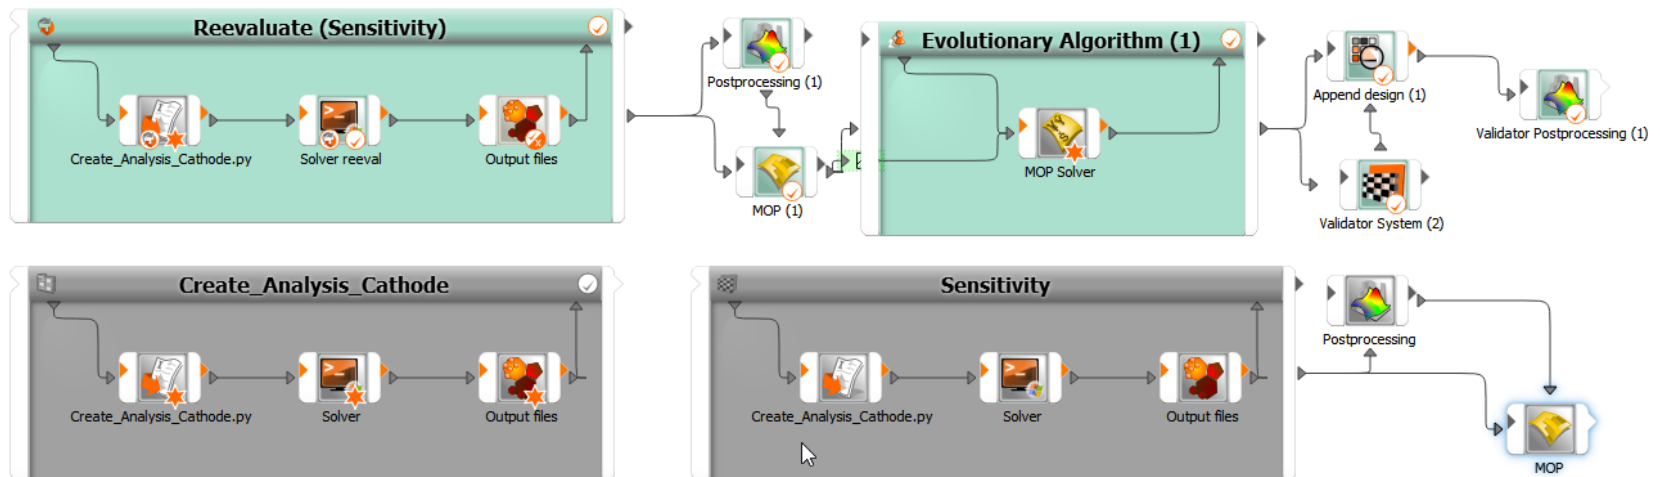 Reevaluate (Sensitivity)
Create_Analysis_Cathode.py
Solver reeval
Output files
Postprocessing (1)
MOP (1)
Evolutionary Algorithm (1)
MOP Solver
Append design (1)
Validator Postprocessing (1)
Validator System (2)
Create_Analysis_Cathode
Create_Analysis_Cathode.py
Solver
Output files
Sensitivity
Create_Analysis_Cathode.py
Solver
Output files
Postprocessing
MOP